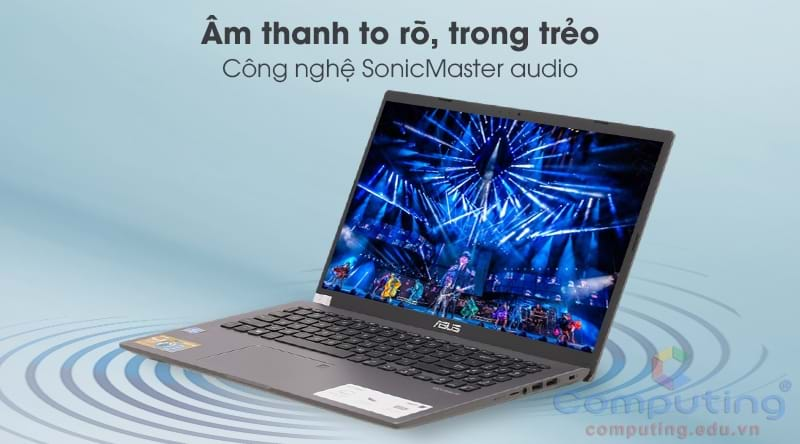 Âm thanh to rõ, trong trẻo
Công nghệ SonicMaster audio
ASUS
Computing®
computing.edu.vn